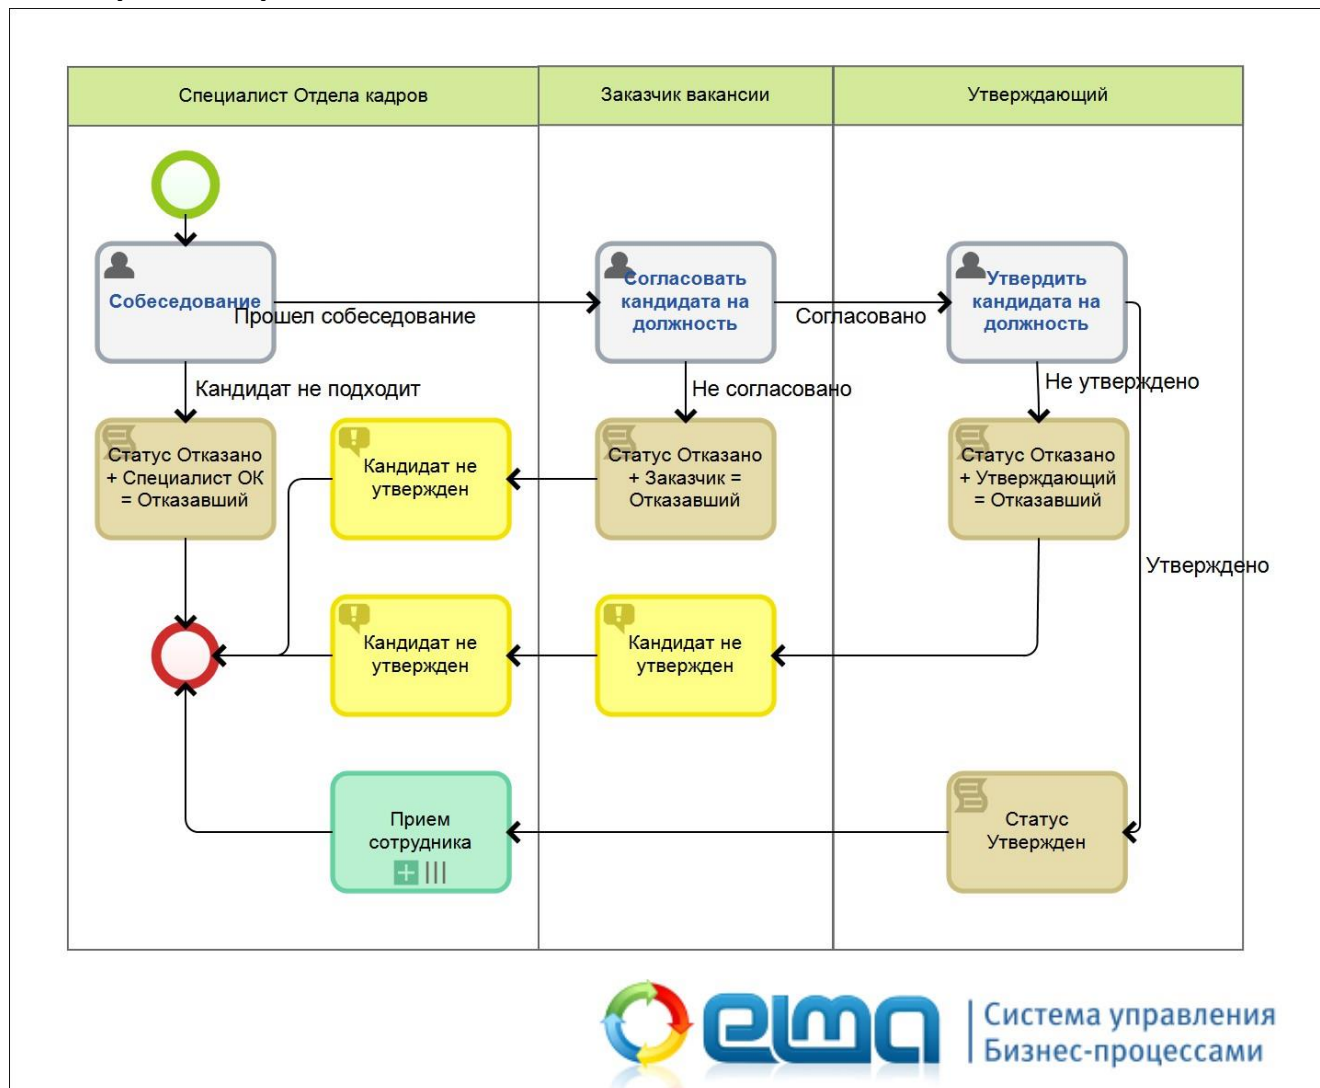 Специалист Отдела кадров
Заказчик вакансии
Утверждающий
Собеседование
Прошел собеседование
Согласовать
кандидата на
должность
Согласовано
Утвердить
кандидата на
должность
Кандидат не подходит
Не согласовано
Не утверждено
Статус Отказано
+ Специалист ОК
= Отказавший
Кандидат не
утвержден
Статус Отказано
+ Заказчик =
Отказавший
Статус Отказано
+ Утверждающий
= Отказавший
Утверждено
Кандидат не
утвержден
Кандидат не
утвержден
Прием
сотрудника
Статус
Утвержден
elma
Система управления
Бизнес-процессами